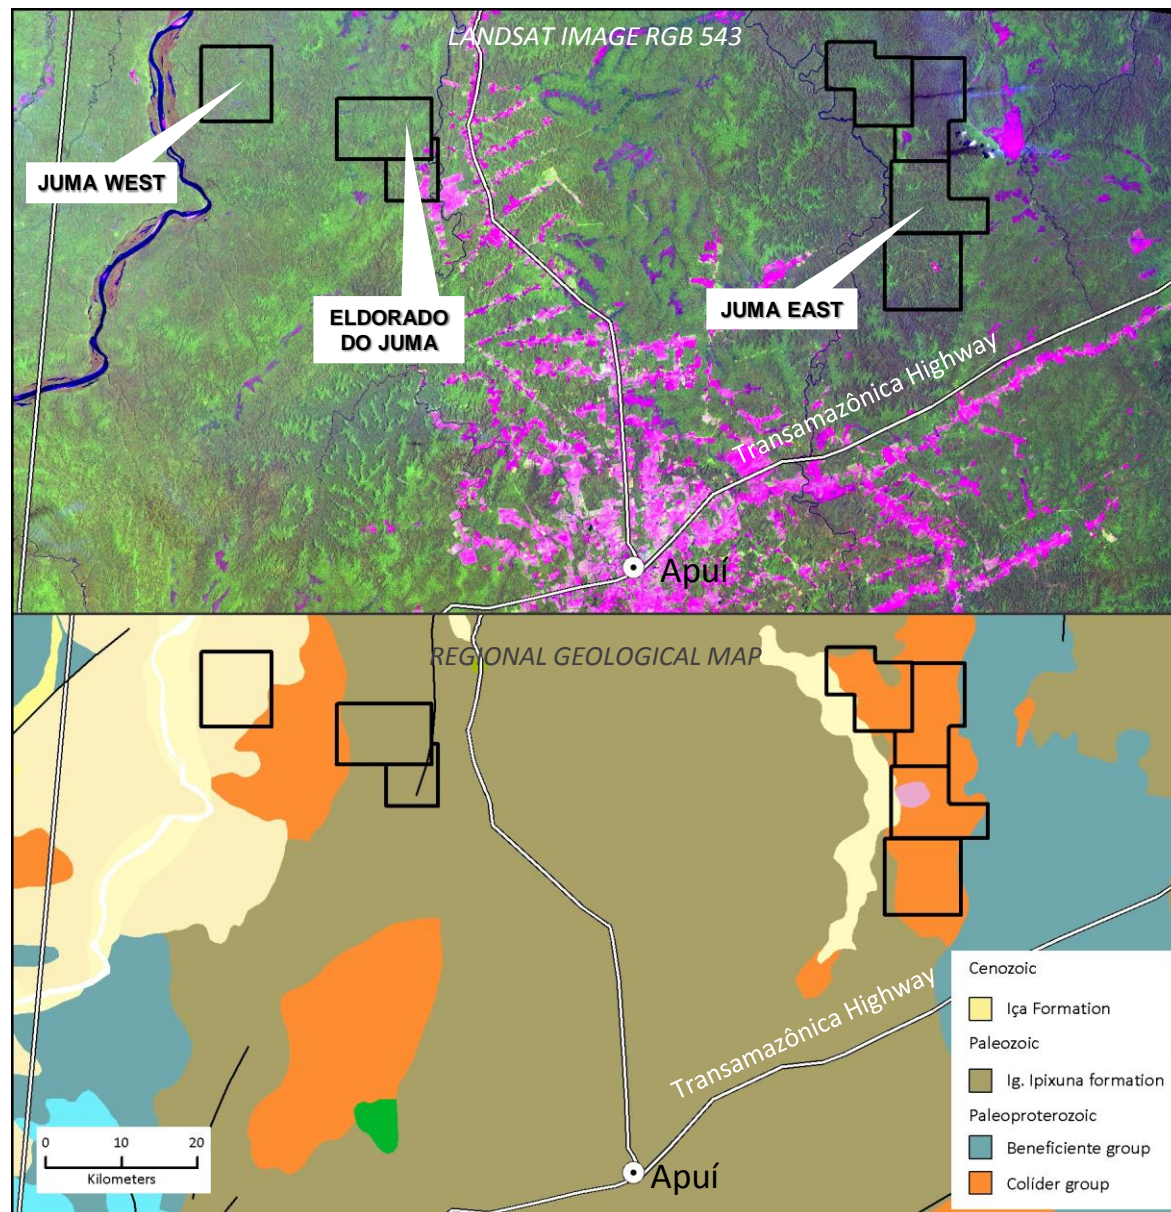 LANDSAT IMAGE RGB 543
JUMA WEST
ELDORADO
DO JUMA
JUMA EAST
Transamazônica Highway
Apuí
REGIONAL GEOLOGICAL MAP
Transamazônica Highway
Apuí
Cenozoic
Iça Formation
Paleozoic
Ig. Ipixuna formation
Paleoproterozoic
Beneficiente group
Colíder group
0 10 20
Kilometers